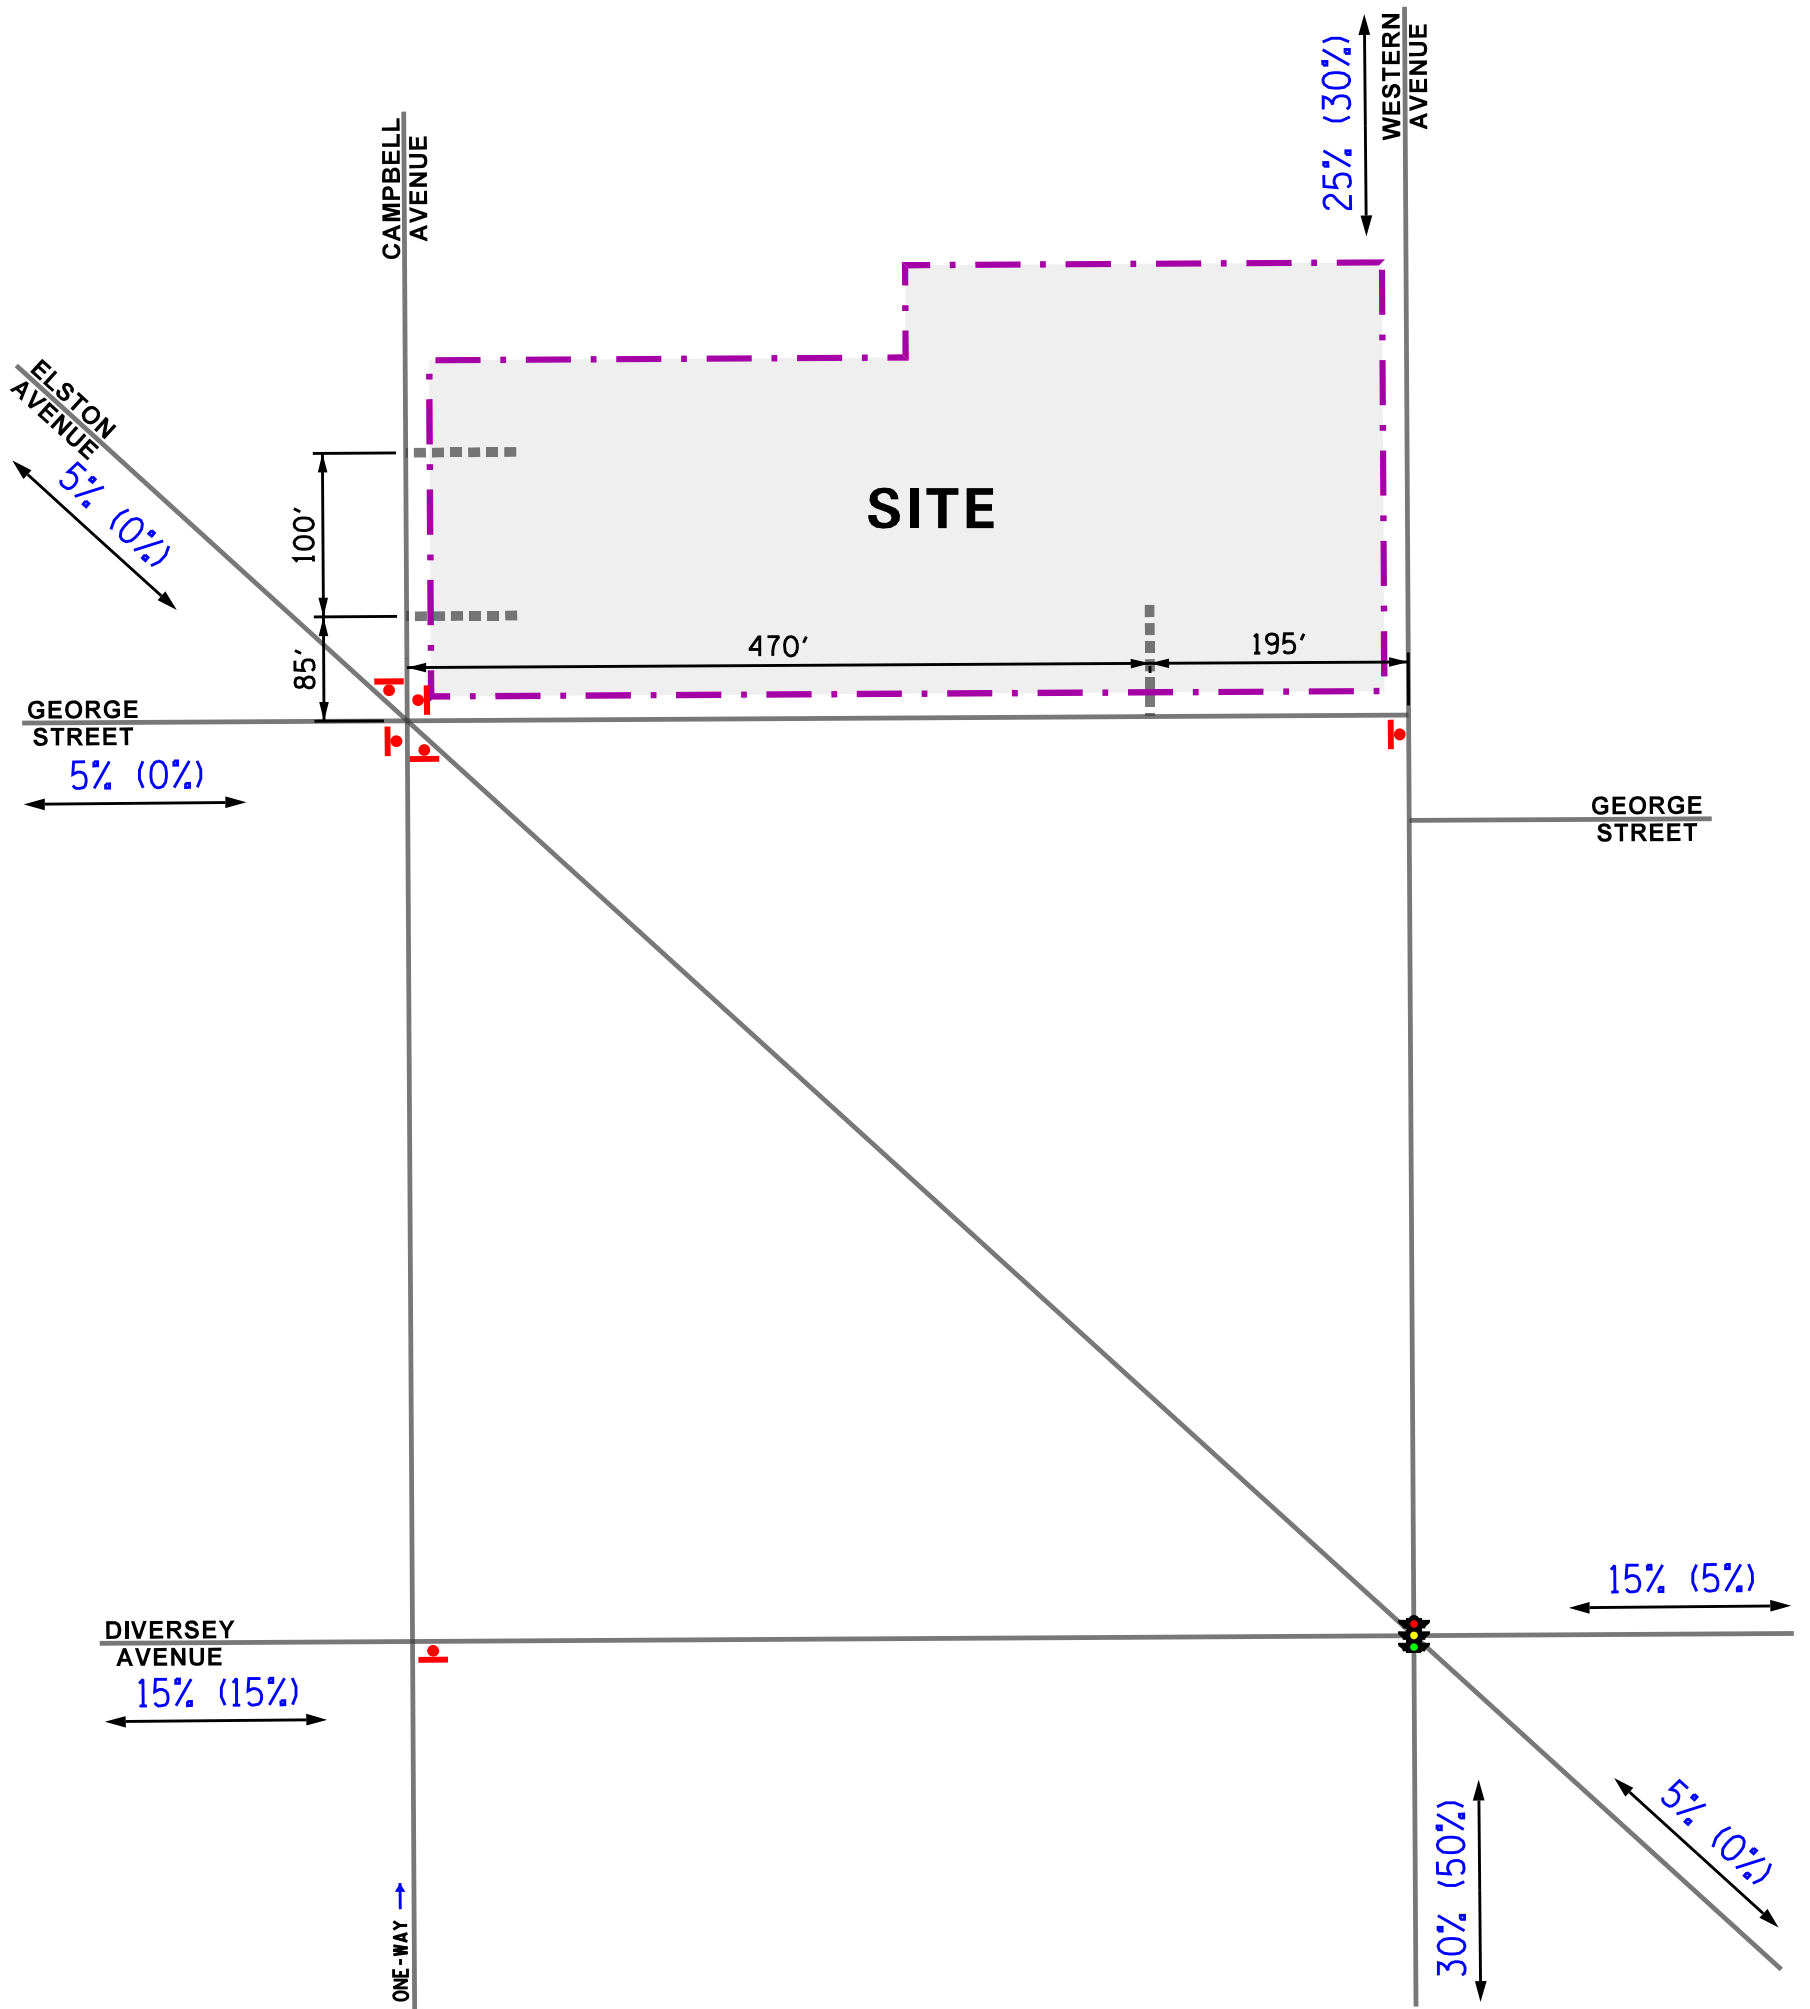 WESTERN
AVENUE
25% (30%)
CAMPBELL
AVENUE
ELSTON
AVENUE
5% (0%)
SITE
100'
85'
470'
195'
GEORGE
STREET
5% (0%)
GEORGE
STREET
15% (5%)
DIVERSEY
AVENUE
15% (15%)
5% (0%)
30% (50%)
ONE-WAY